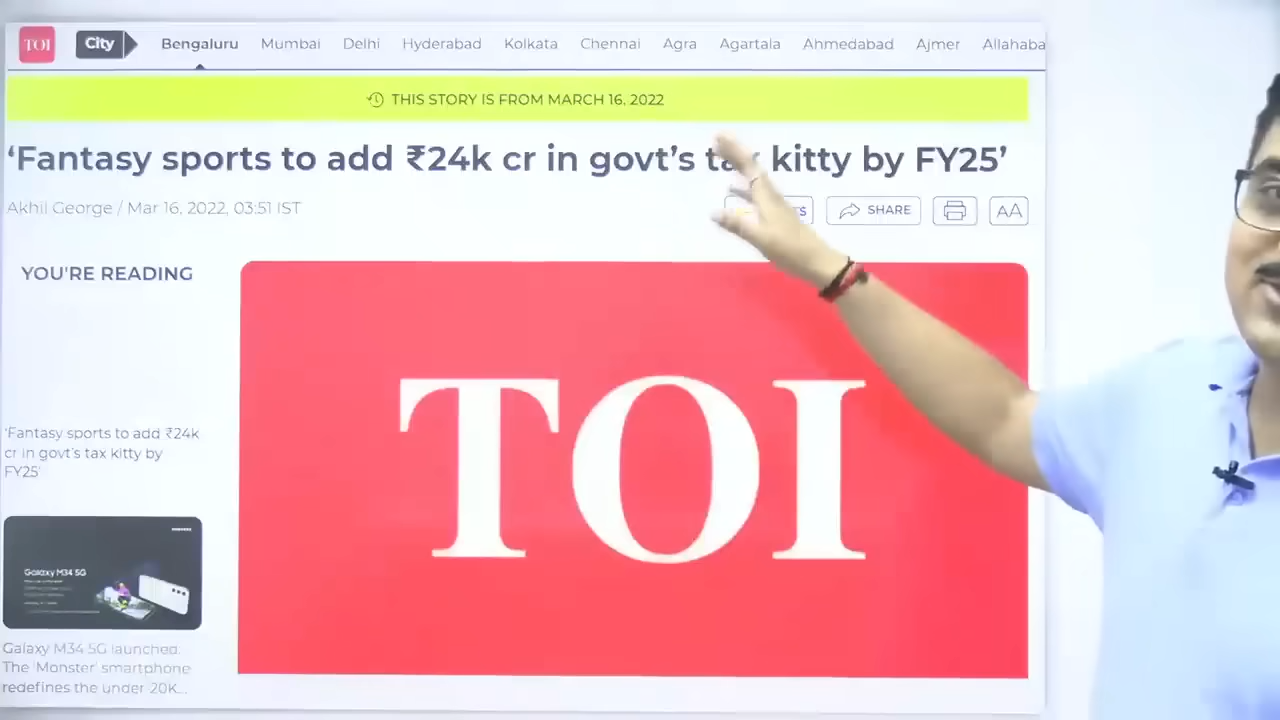 TOI City Bengaluru Mumbai Delhi Hyderabad Kolkata Chennai Agra Agartala Ahmedabad Ajmer Allahaba
THIS STORY IS FROM MARCH 16, 2022
‘Fantasy sports to add ₹24k cr in govt’s tax kitty by FY25’
Akhil George / Mar 16, 2022, 03:51 IST
SHARE AA
YOU'RE READING
TOI
‘Fantasy sports to add ₹24k
cr in govt’s tax kitty by
FY25’
SAMSUNG
Galaxy M34 5G
Galaxy M34 5G launched:
The ‘Monster’ smartphone
redefines the under 20K...